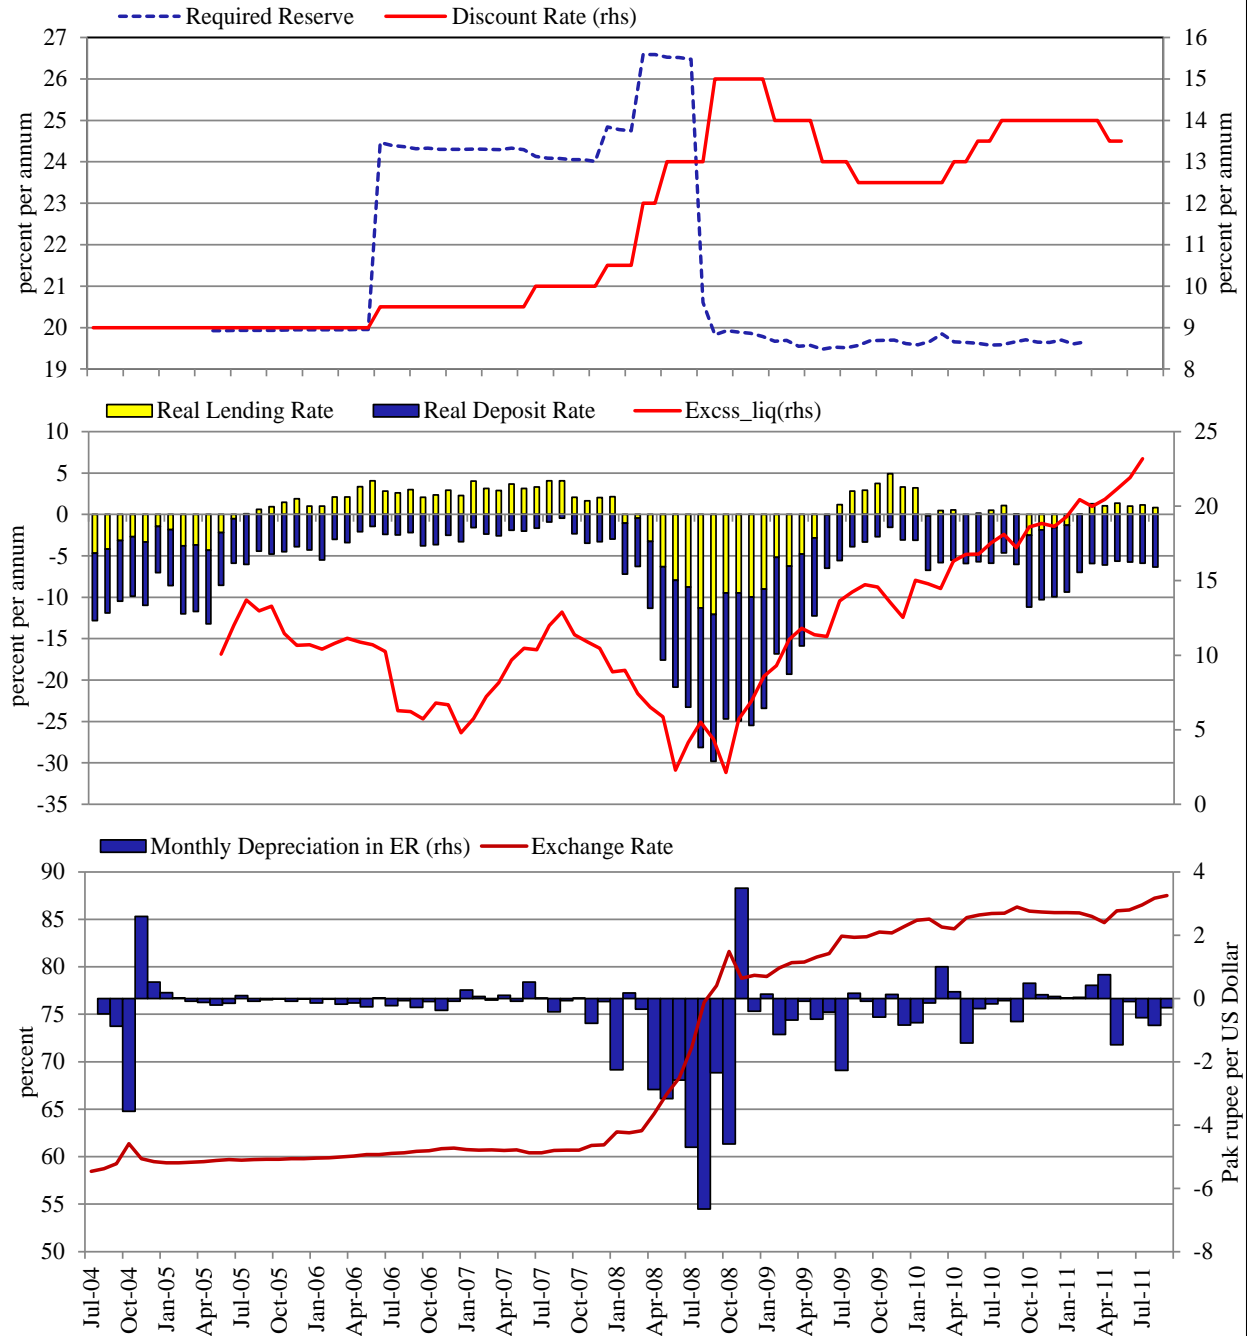 Required Reserve Discount Rate (rhs)
27 16
26 15
25 14
24 13
23 12
22 11
21 10
20 9
19 8
percent per annum
percent per annum
Real Lending Rate Real Deposit Rate Excss_liq(rhs)
10 25
5
0 20
-5
-10 15
-15
-20 10
-25
-30 5
-35 0
percent per annum
Monthly Depreciation in ER (rhs) Exchange Rate
90 4
85
80 2
75 0
70 -2
65
60 -4
55 -6
50 -8
percent
Pak rupee per US Dollar
Jul-04
Oct-04
Jan-05
Apr-05
Jul-05
Oct-05
Jan-06
Apr-06
Jul-06
Oct-06
Jan-07
Apr-07
Jul-07
Oct-07
Jan-08
Apr-08
Jul-08
Oct-08
Jan-09
Apr-09
Jul-09
Oct-09
Jan-10
Apr-10
Jul-10
Oct-10
Jan-11
Apr-11
Jul-11